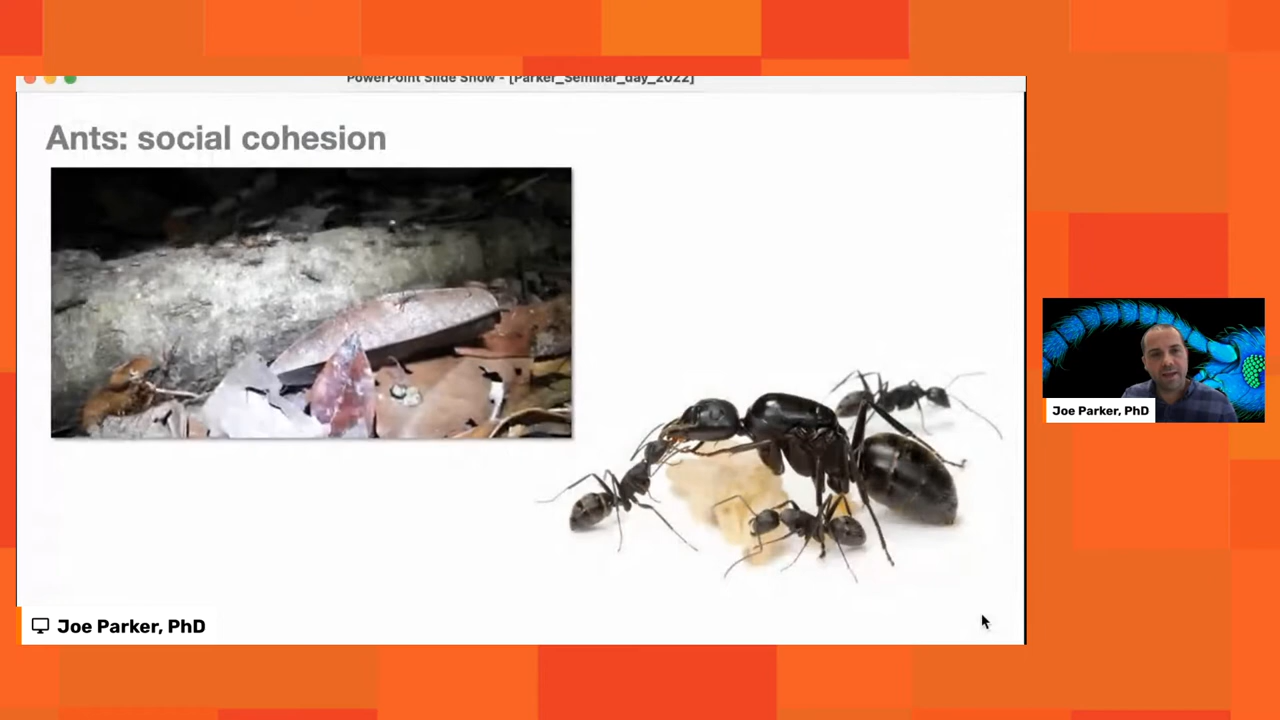 PowerPoint Slide Show - [Parker_Seminar_day_2022]
Ants: social cohesion
Joe Parker, PhD
Joe Parker, PhD